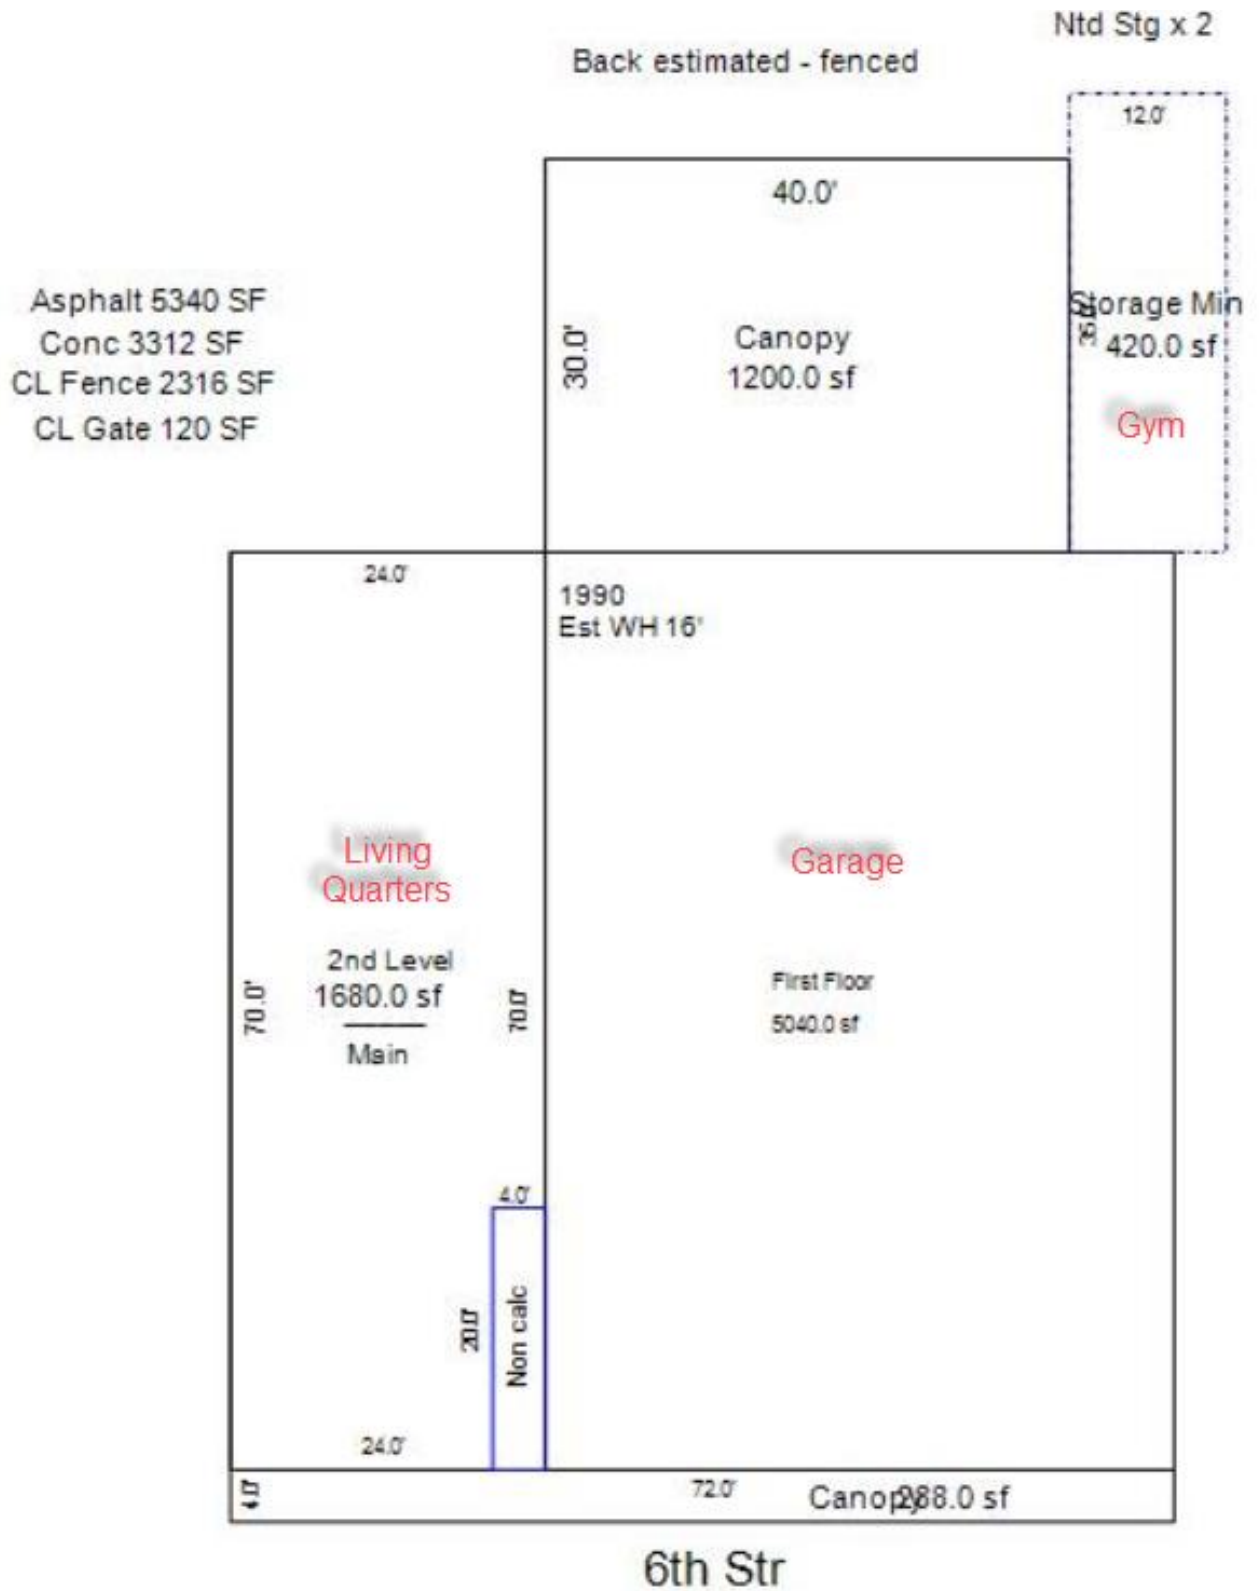 Ntd Stg x 2
Back estimated - fenced
12.0'
40.0'
Asphalt 5340 SF
Conc 3312 SF
CL Fence 2316 SF
CL Gate 120 SF
30.0'
Canopy
1200.0 sf
35.0'
Storage Min
420.0 sf
Gym
24.0'
1990
Est WH 16'
Living
Quarters
Garage
2nd Level
1680.0 sf
Main
70.0'
70.0'
First Floor
5040.0 sf
4.0'
20.0'
Non calc
24.0'
4.0'
72.0'
Canopy 288.0 sf
6th Str